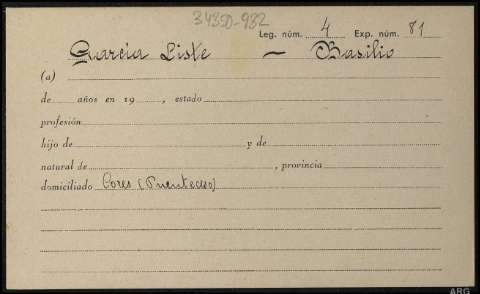 34350-932
Leg. núm. 4 Exp. núm. 81
Garcia Liste - Basilio
(a)
de años en 19 , estado
profesión
hijo de y de
natural de , provincia
domiciliado Cores (Puenteceso)
ARG